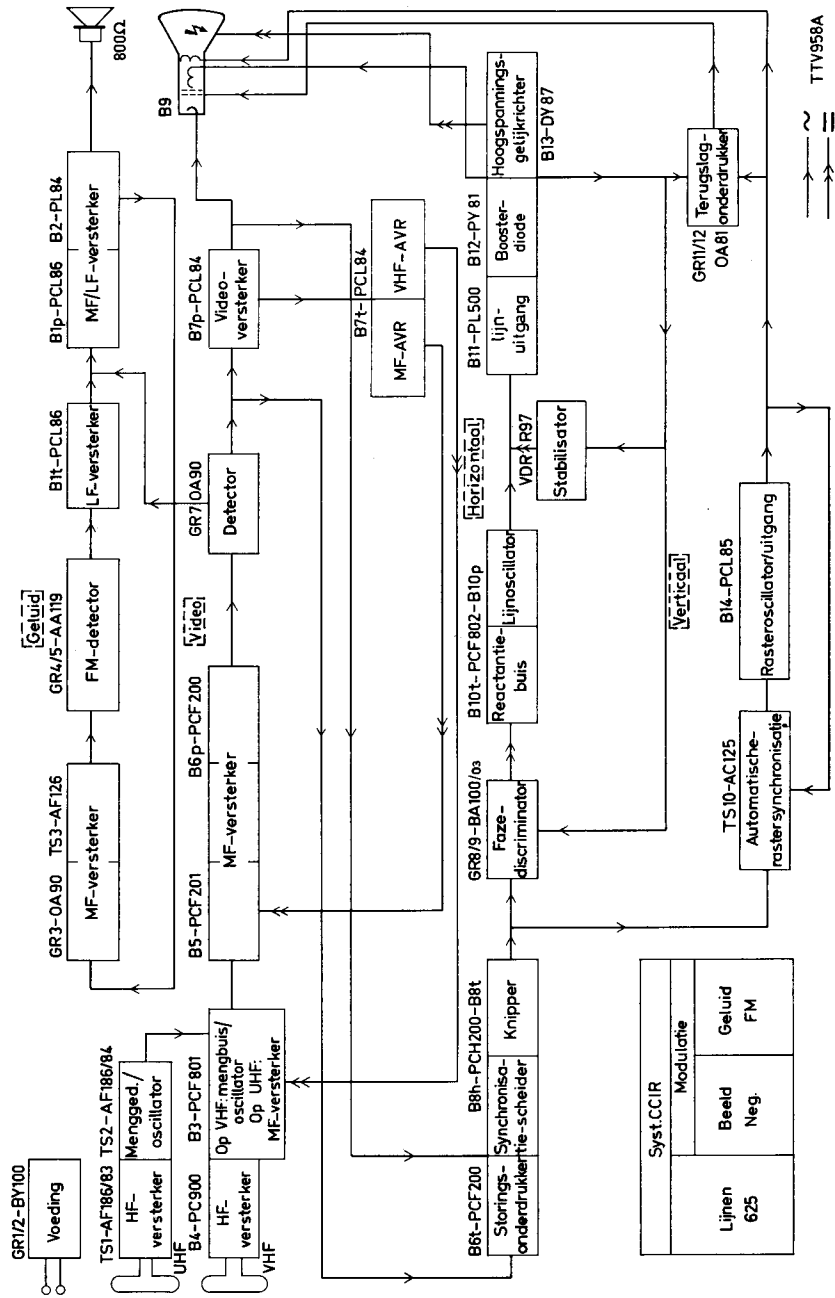 GR1/2-BY100
Voeding
TS1-AF186/83 TS2-AF186/84
HF-
versterker
Mengged./
oscillator
UHF
B4-PC900 B3-PCF801
HF-
versterker
Op VHF:mengbuis/
oscillator
Op UHF:
MF-versterker
VHF
Geluid
GR3-OA90 TS3-AF126
MF-versterker
GR4/5-AA119
FM-detector
B1t-PCL86
LF-versterker
B1p-PCL86 B2-PL84
MF/LF-versterker
800Ω
Video
B5-PCF201 B6p-PCF200
MF-versterker
GR7/OA90
Detector
B7p-PCL84
Video-
versterker
B9
B7t-PCL84
MF-AVR
VHF-AVR
Horizontaal
B6t-PCF200 B8h-PCH200-B8t
Storings-
onderdrukker
Synchronisa-
tie-scheider
Knipper
GR8/9-BA100/03
Faze-
discriminator
B10t-PCF802-B10p
Reactantie-
buis
Lijnoscillator
VDR R97
Stabilisator
B11-PL500
lijn-
uitgang
B12-PY81
Booster-
diode
B13-DY87
Hoogspannings-
gelijkrichter
Verticaal
TS10-AC125
Automatische-
rastersynchronisatie
B14-PCL85
Rasteroscillator/uitgang
GR11/12
OA81
Terugslag-
onderdrukker
Syst.CCIR
Modulatie
Lijnen
625
Beeld
Neg.
Geluid
FM
~
=
TTV958A